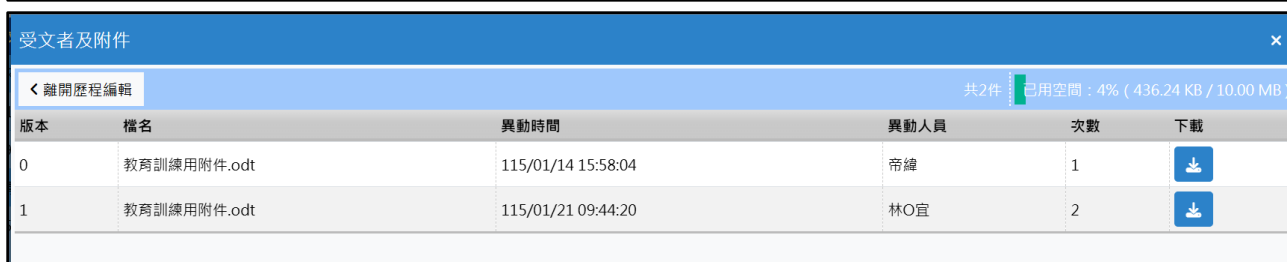 受文者及附件 ×
離開歷程編輯 共2件 已用空間：4% ( 436.24 KB / 10.00 MB )
版本 檔名 異動時間 異動人員 次數 下載
0 教育訓練用附件.odt 115/01/14 15:58:04 帝緯 1
1 教育訓練用附件.odt 115/01/21 09:44:20 林O宜 2